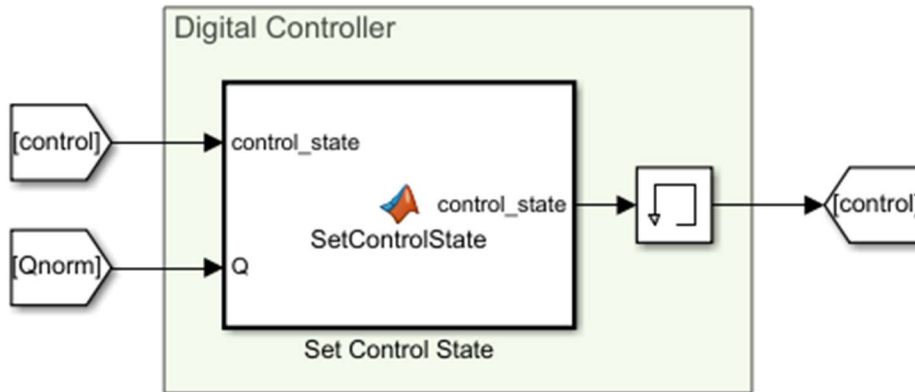 Digital Controller
[control]
control_state
control_state
SetControlState
[Qnorm]
Q
Set Control State
[control]